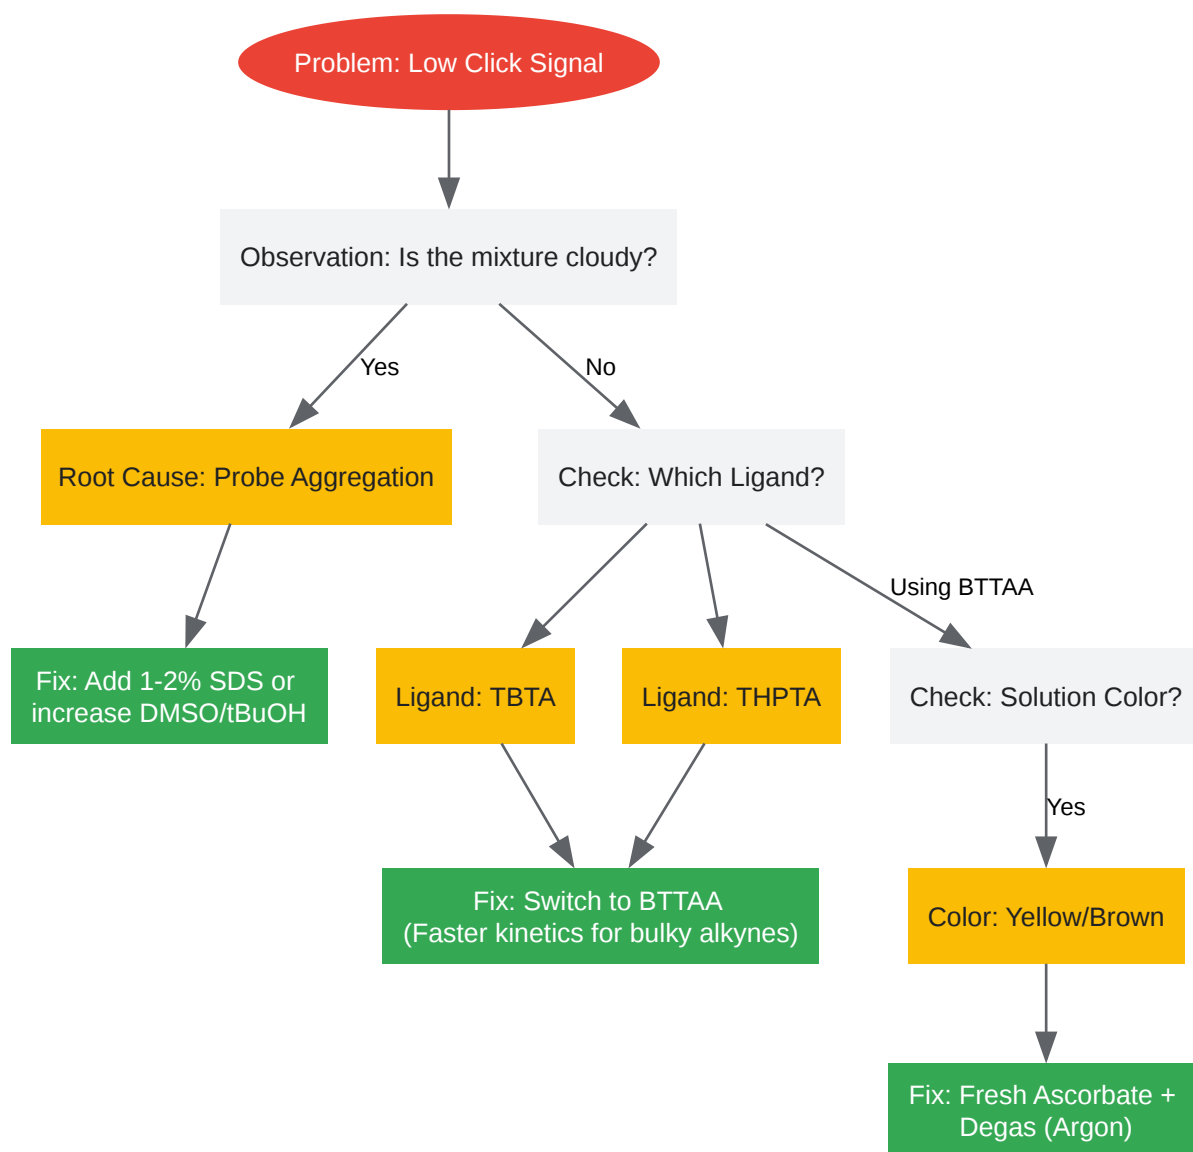 Problem: Low Click Signal
Observation: Is the mixture cloudy?
Yes
No
Root Cause: Probe Aggregation
Check: Which Ligand?
Using BTTAA
Fix: Add 1-2% SDS or
increase DMSO/tBuOH
Ligand: TBTA
Ligand: THPTA
Check: Solution Color?
Yes
Fix: Switch to BTTAA
(Faster kinetics for bulky alkynes)
Color: Yellow/Brown
Fix: Fresh Ascorbate +
Degas (Argon)